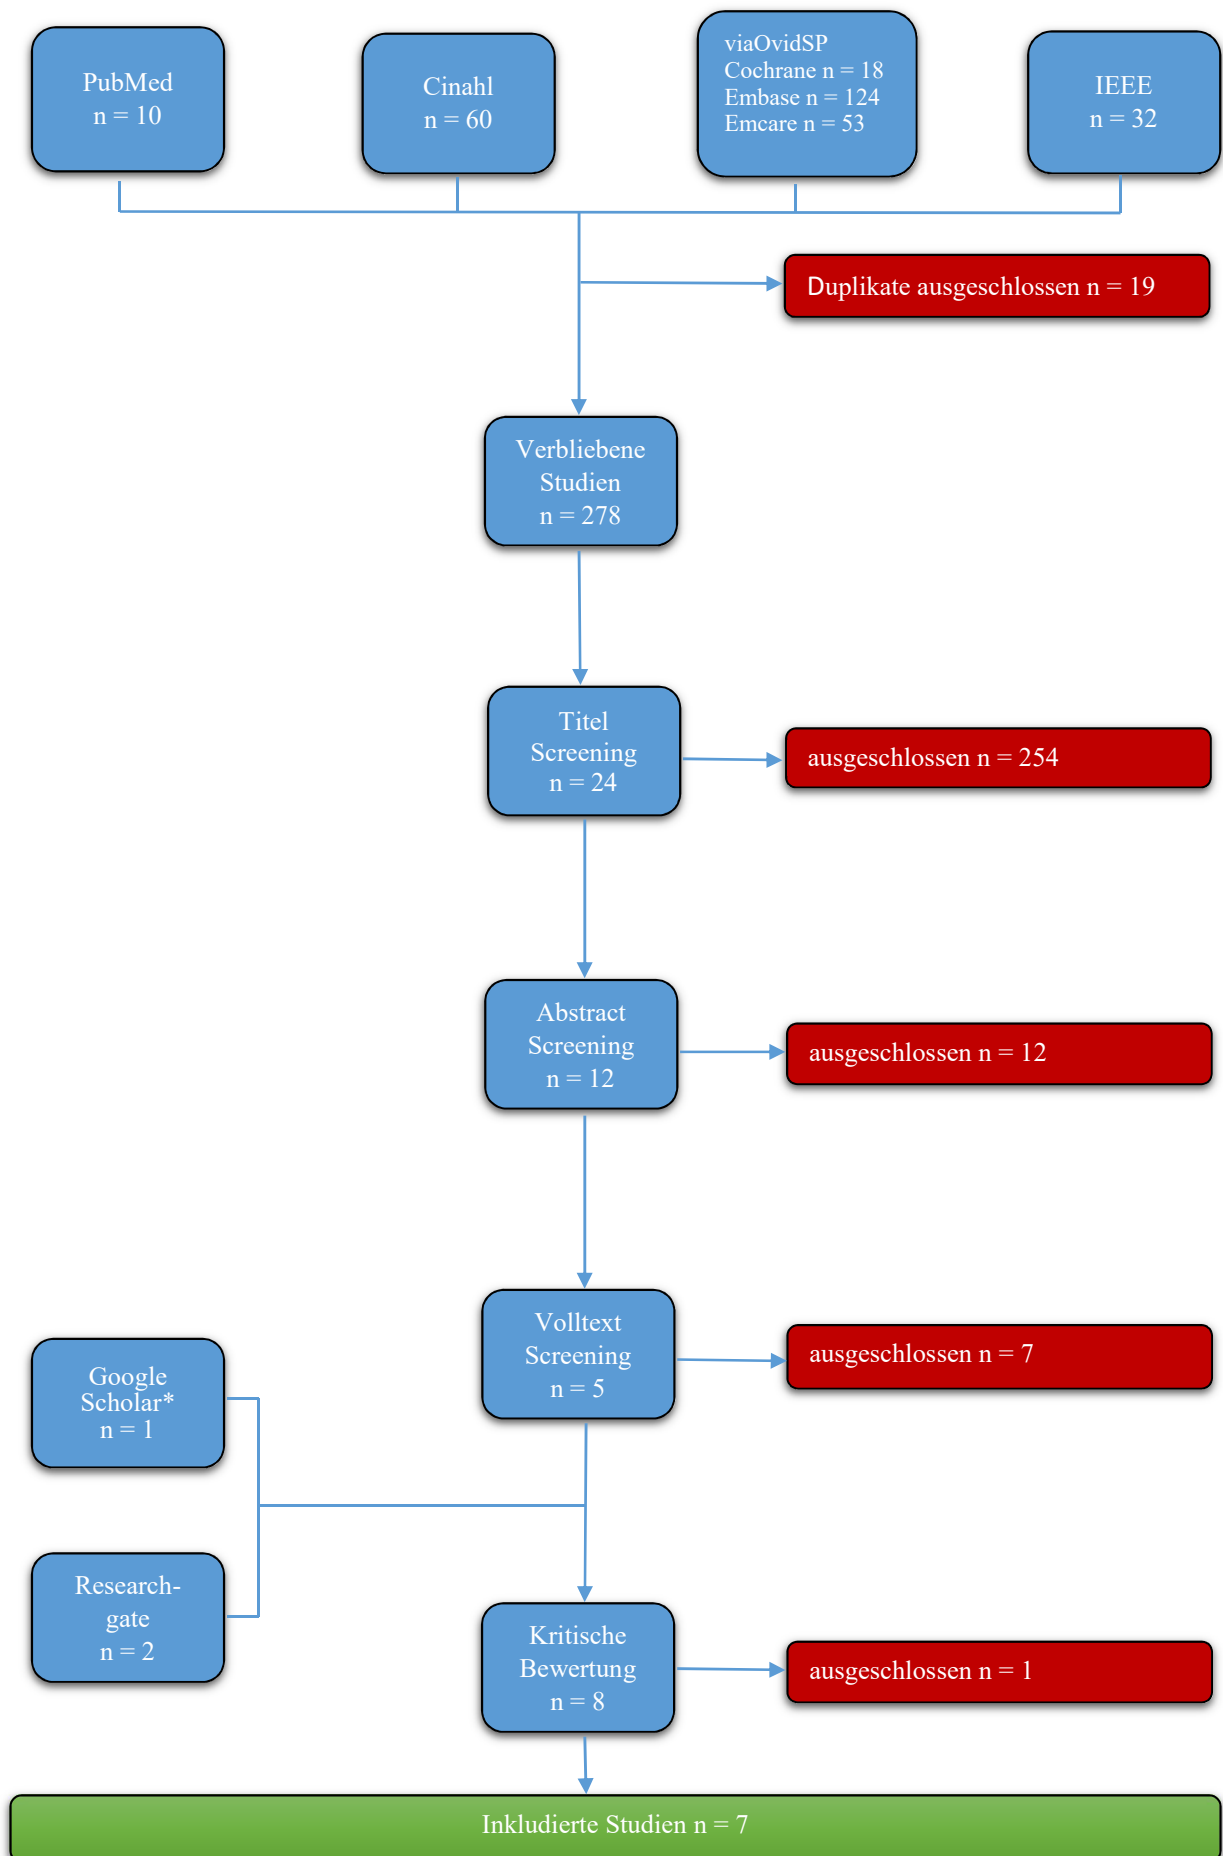 PubMed
n = 10
Cinahl
n = 60
viaOvidSP
Cochrane n = 18
Embase n = 124
Emcare n = 53
IEEE
n = 32
Duplikate ausgeschlossen n = 19
Verbliebene
Studien
n = 278
Titel
Screening
n = 24
ausgeschlossen n = 254
Abstract
Screening
n = 12
ausgeschlossen n = 12
Volltext
Screening
n = 5
ausgeschlossen n = 7
Google
Scholar*
n = 1
Research-
gate
n = 2
Kritische
Bewertung
n = 8
ausgeschlossen n = 1
Inkludierte Studien n = 7